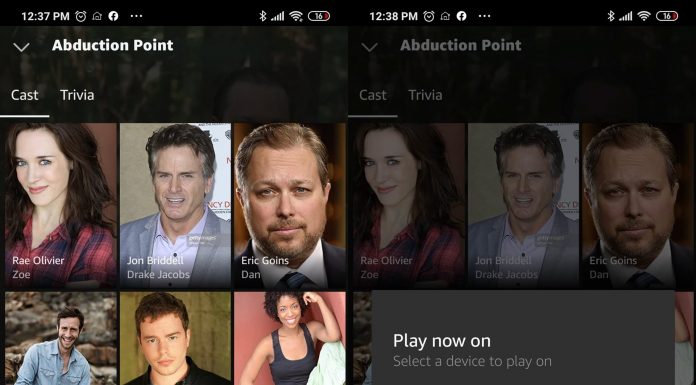 12:37 PM
16
Abduction Point
Cast Trivia
Rae Olivier
Zoe
Jon Briddell
Drake Jacobs
Eric Goins
Dan
gettyimages
12:38 PM
16
Abduction Point
Cast Trivia
Rae Olivier
Zoe
Jon Briddell
Drake Jacobs
Eric Goins
Dan
Play now on
Select a device to play on